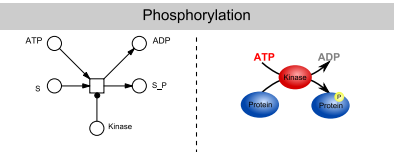 Phosphorylation
ATP
ADP
S
S_P
Kinase
ATP
ADP
Kinase
Protein
Protein
P